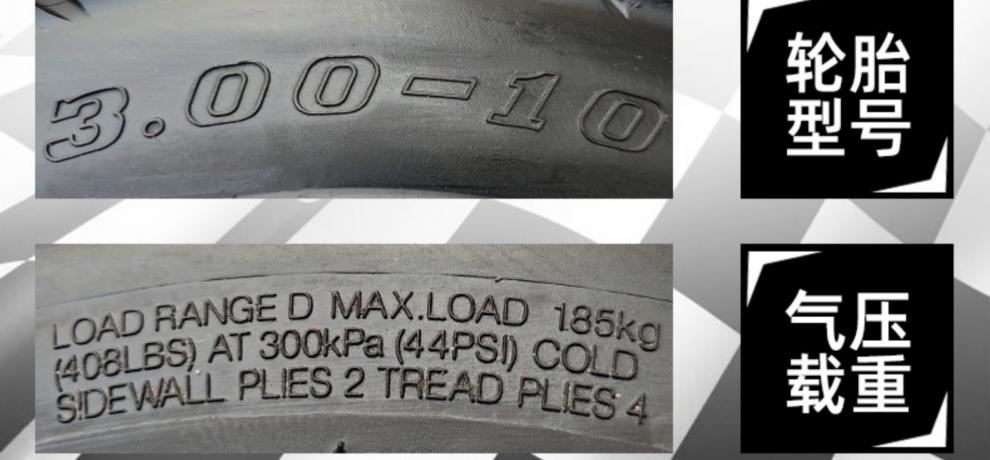 3.00-10
轮胎
型号
LOAD RANGE D MAX.LOAD 185kg
(408LBS) AT 300kPa (44PSI) COLD
SIDEWALL PLIES 2 TREAD PLIES 4
气压
载重